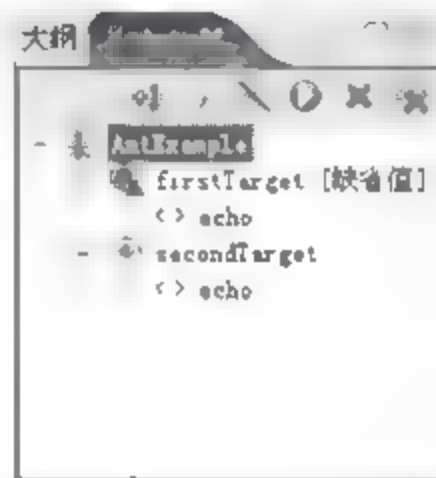 大纲
AntExample
firstTarget [缺省值]
<> echo
secondTarget
<> echo